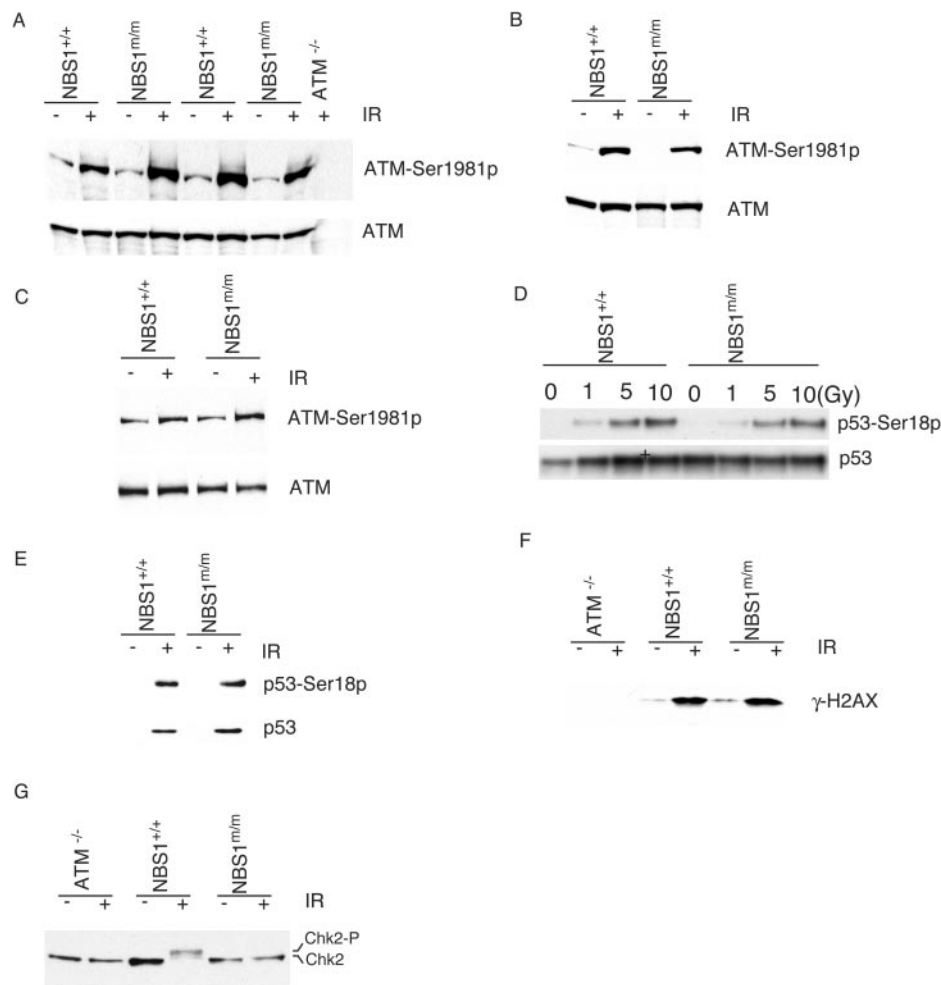 A
NBS1+/+ NBS1m/m NBS1+/+ NBS1m/m ATM -/-
- + - + - + - + + IR
ATM-Ser1981p
ATM
B
NBS1+/+ NBS1m/m
- + - + IR
ATM-Ser1981p
ATM
C
NBS1+/+ NBS1m/m
- + - + IR
ATM-Ser1981p
ATM
D
NBS1+/+ NBS1m/m
0 1 5 10 0 1 5 10(Gy)
p53-Ser18p
+ p53
E
NBS1+/+ NBS1m/m
- + - + IR
p53-Ser18p
p53
F
ATM -/- NBS1+/+ NBS1m/m
- + - + - + IR
γ-H2AX
G
ATM -/- NBS1+/+ NBS1m/m
- + - + - + IR
Chk2-P
Chk2